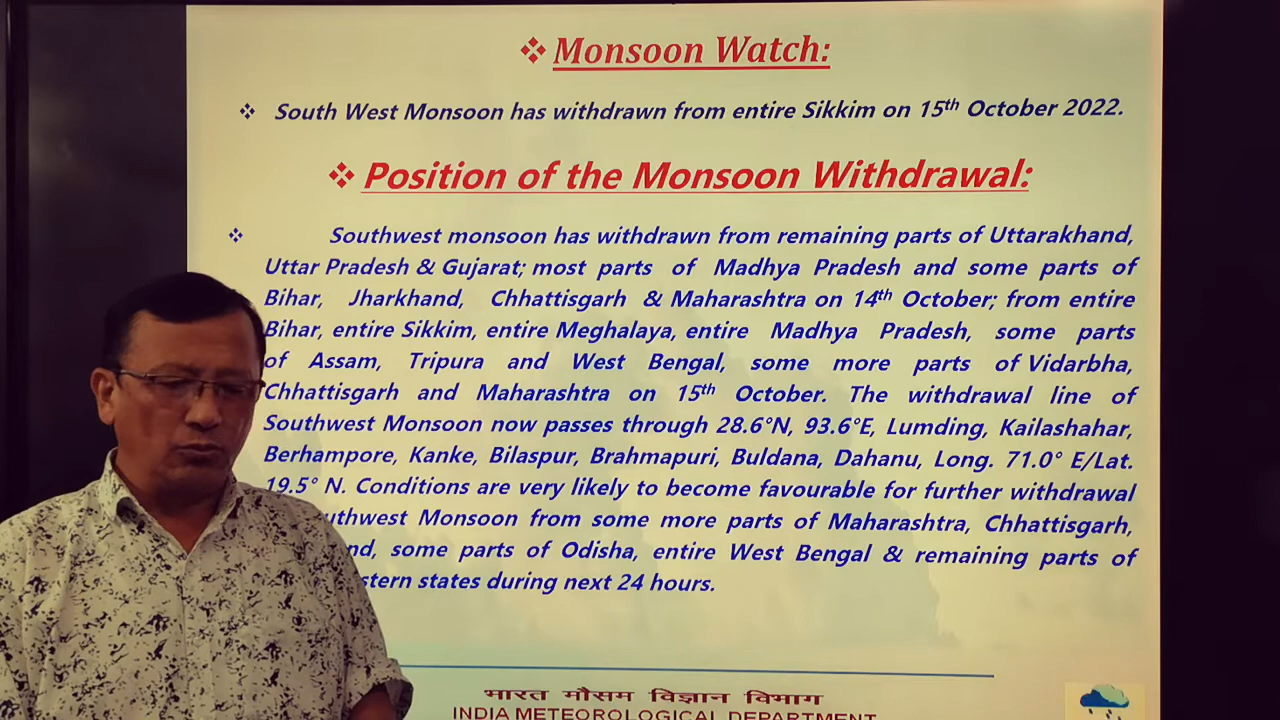 ❖ Monsoon Watch:
❖ South West Monsoon has withdrawn from entire Sikkim on 15th October 2022.
❖ Position of the Monsoon Withdrawal:
❖ Southwest monsoon has withdrawn from remaining parts of Uttarakhand,
Uttar Pradesh & Gujarat; most parts of Madhya Pradesh and some parts of
Bihar, Jharkhand, Chhattisgarh & Maharashtra on 14th October; from entire
Bihar, entire Sikkim, entire Meghalaya, entire Madhya Pradesh, some parts
of Assam, Tripura and West Bengal, some more parts of Vidarbha,
Chhattisgarh and Maharashtra on 15th October. The withdrawal line of
Southwest Monsoon now passes through 28.6°N, 93.6°E, Lumding, Kailashahar,
Berhampore, Kanke, Bilaspur, Brahmapuri, Buldana, Dahanu, Long. 71.0° E/Lat.
19.5° N. Conditions are very likely to become favourable for further withdrawal
uthwest Monsoon from some more parts of Maharashtra, Chhattisgarh,
nd, some parts of Odisha, entire West Bengal & remaining parts of
stern states during next 24 hours.
भारत मौसम विज्ञान विभाग
INDIA METEOROLOGICAL DEPARTMENT